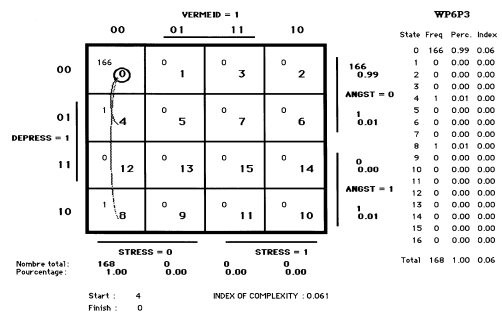 VERMEID = 1
00 01 11 10
00
166 0
0 1
0 3
0 2
166
0.99
ANGST = 0
01
1 4
0 5
0 7
0 6
1
0.01
DEPRESS = 1
11
0 12
0 13
0 15
0 14
0
0.00
ANGST = 1
10
1 8
0 9
0 11
0 10
1
0.01
STRESS = 0 STRESS = 1
Nombre total: 168 0 0 0
Pourcentage: 1.00 0.00 0.00 0.00
Start : 4 INDEX OF COMPLEXITY : 0.061
Finish : 0
WP6P3
State Freq Perc. Index
0 166 0.99 0.06
1 0 0.00 0.00
2 0 0.00 0.00
3 0 0.00 0.00
4 1 0.01 0.00
5 0 0.00 0.00
6 0 0.00 0.00
7 0 0.00 0.00
8 1 0.01 0.00
9 0 0.00 0.00
10 0 0.00 0.00
11 0 0.00 0.00
12 0 0.00 0.00
13 0 0.00 0.00
14 0 0.00 0.00
15 0 0.00 0.00
16 0 0.00 0.00
Total 168 1.00 0.06